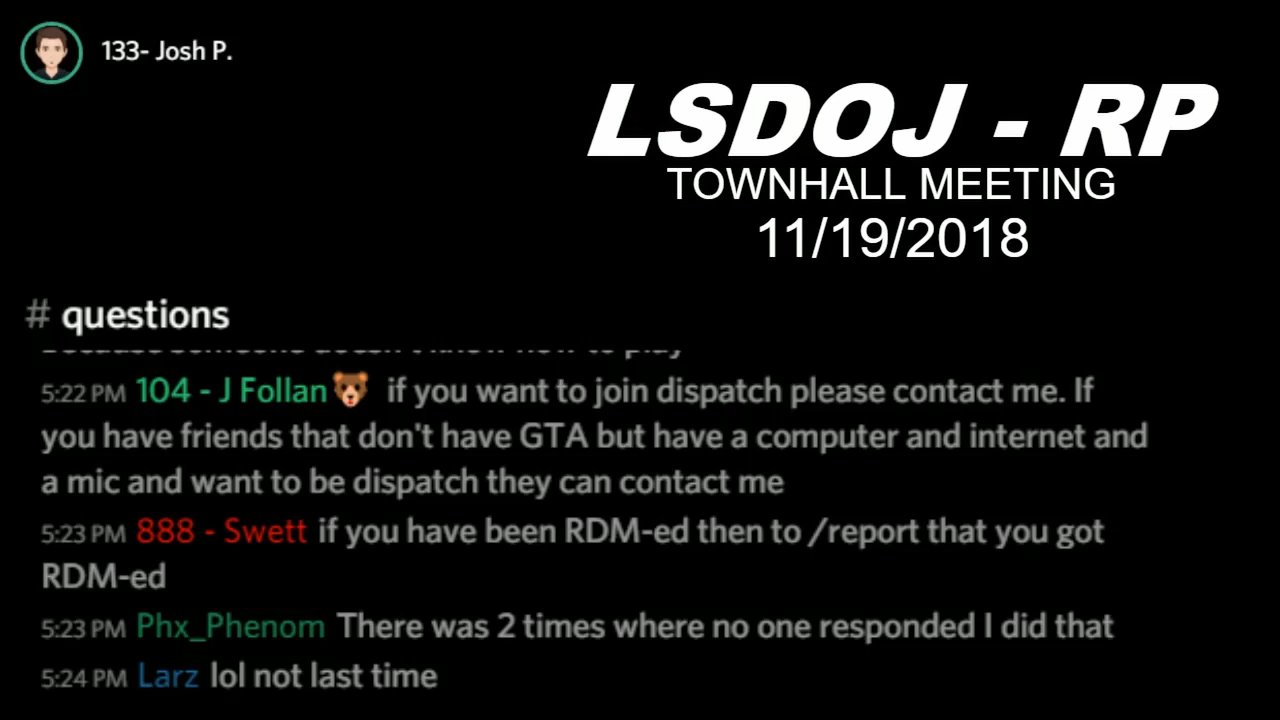 133- Josh P.
LSDOJ - RP
TOWNHALL MEETING
11/19/2018
# questions
5:22 PM 104 - J Follan🐻 if you want to join dispatch please contact me. If
you have friends that don't have GTA but have a computer and internet and
a mic and want to be dispatch they can contact me
5:23 PM 888 - Swett if you have been RDM-ed then to /report that you got
RDM-ed
5:23 PM Phx_Phenom There was 2 times where no one responded I did that
5:24 PM Larz lol not last time